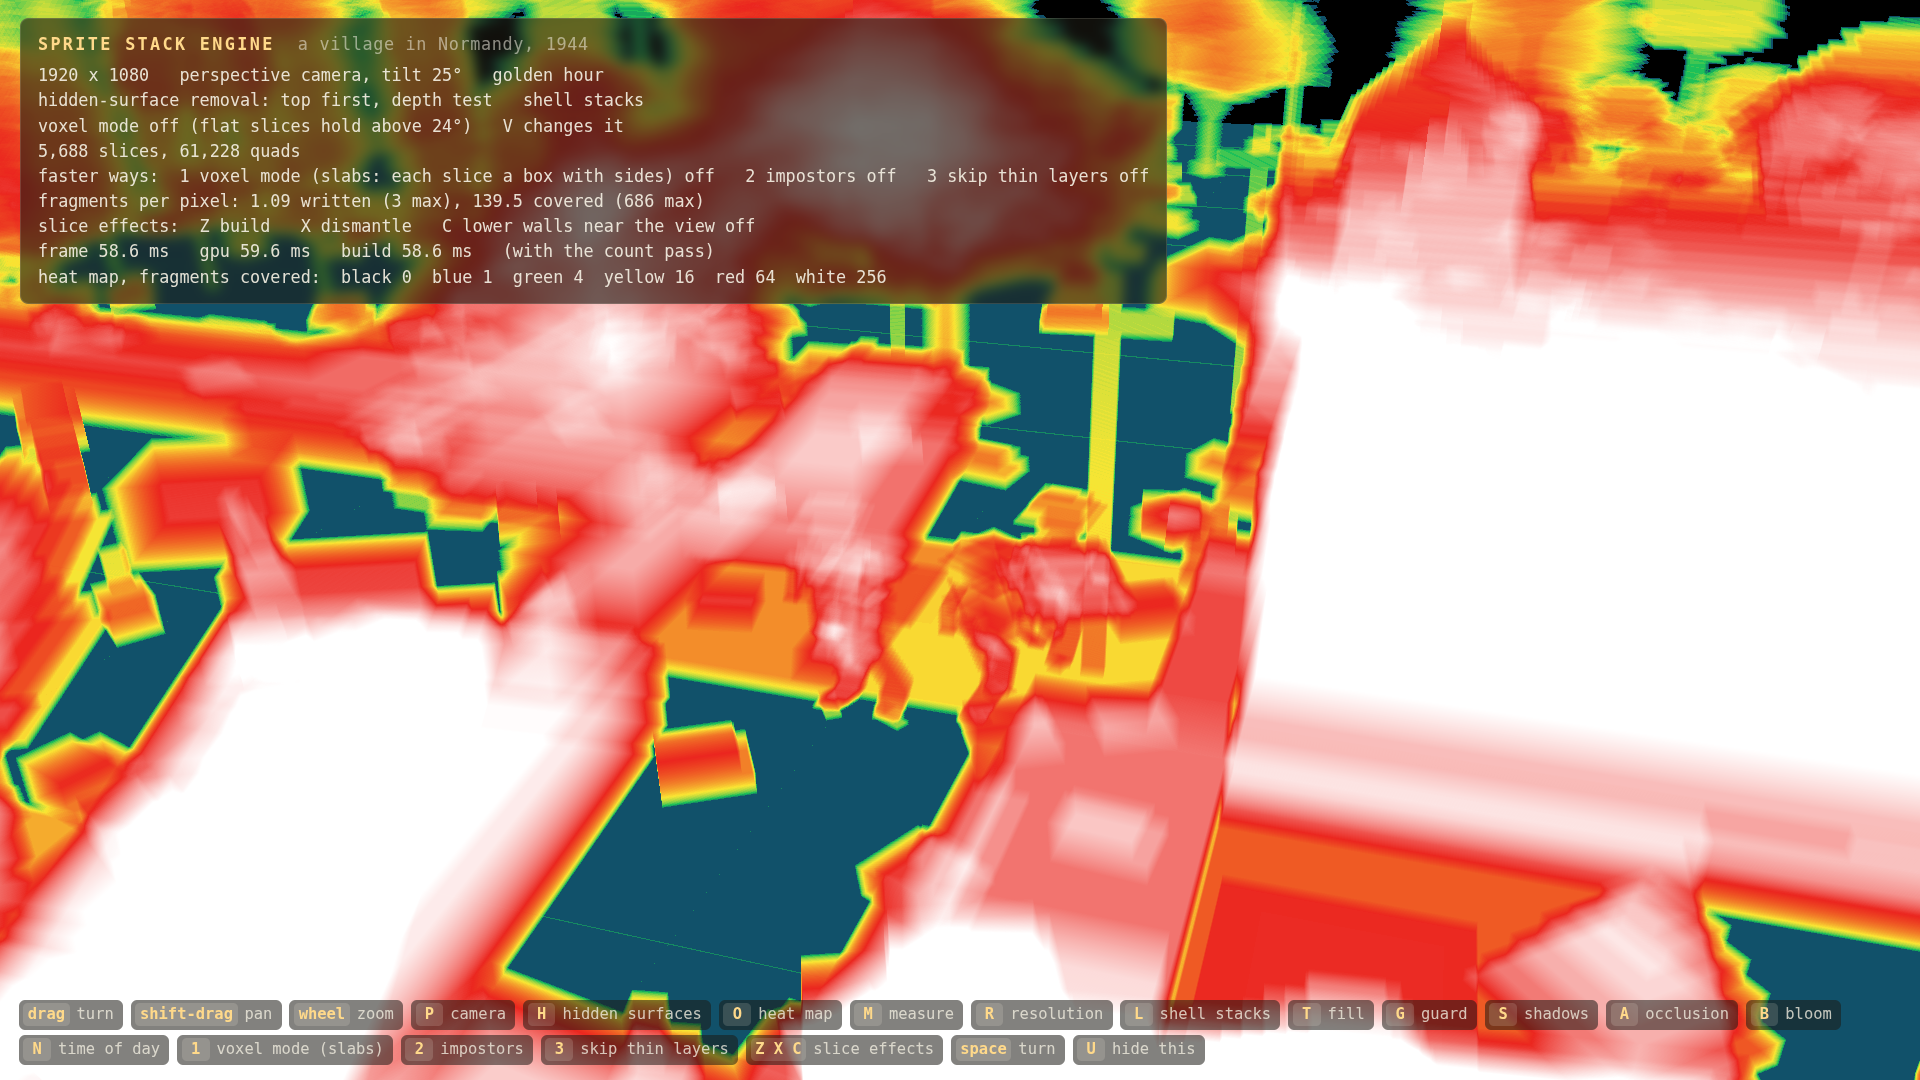 SPRITE STACK ENGINE a village in Normandy, 1944
1920 x 1080 perspective camera, tilt 25° golden hour
hidden-surface removal: top first, depth test shell stacks
voxel mode off (flat slices hold above 24°) V changes it
5,688 slices, 61,228 quads
faster ways: 1 voxel mode (slabs: each slice a box with sides) off 2 impostors off 3 skip thin layers off
fragments per pixel: 1.09 written (3 max), 139.5 covered (686 max)
slice effects: Z build X dismantle C lower walls near the view off
frame 58.6 ms gpu 59.6 ms build 58.6 ms (with the count pass)
heat map, fragments covered: black 0 blue 1 green 4 yellow 16 red 64 white 256
drag turn shift-drag pan wheel zoom P camera H hidden surfaces O heat map M measure R resolution L shell stacks T fill G guard S shadows A occlusion B bloom
N time of day 1 voxel mode (slabs) 2 impostors 3 skip thin layers Z X C slice effects space turn U hide this